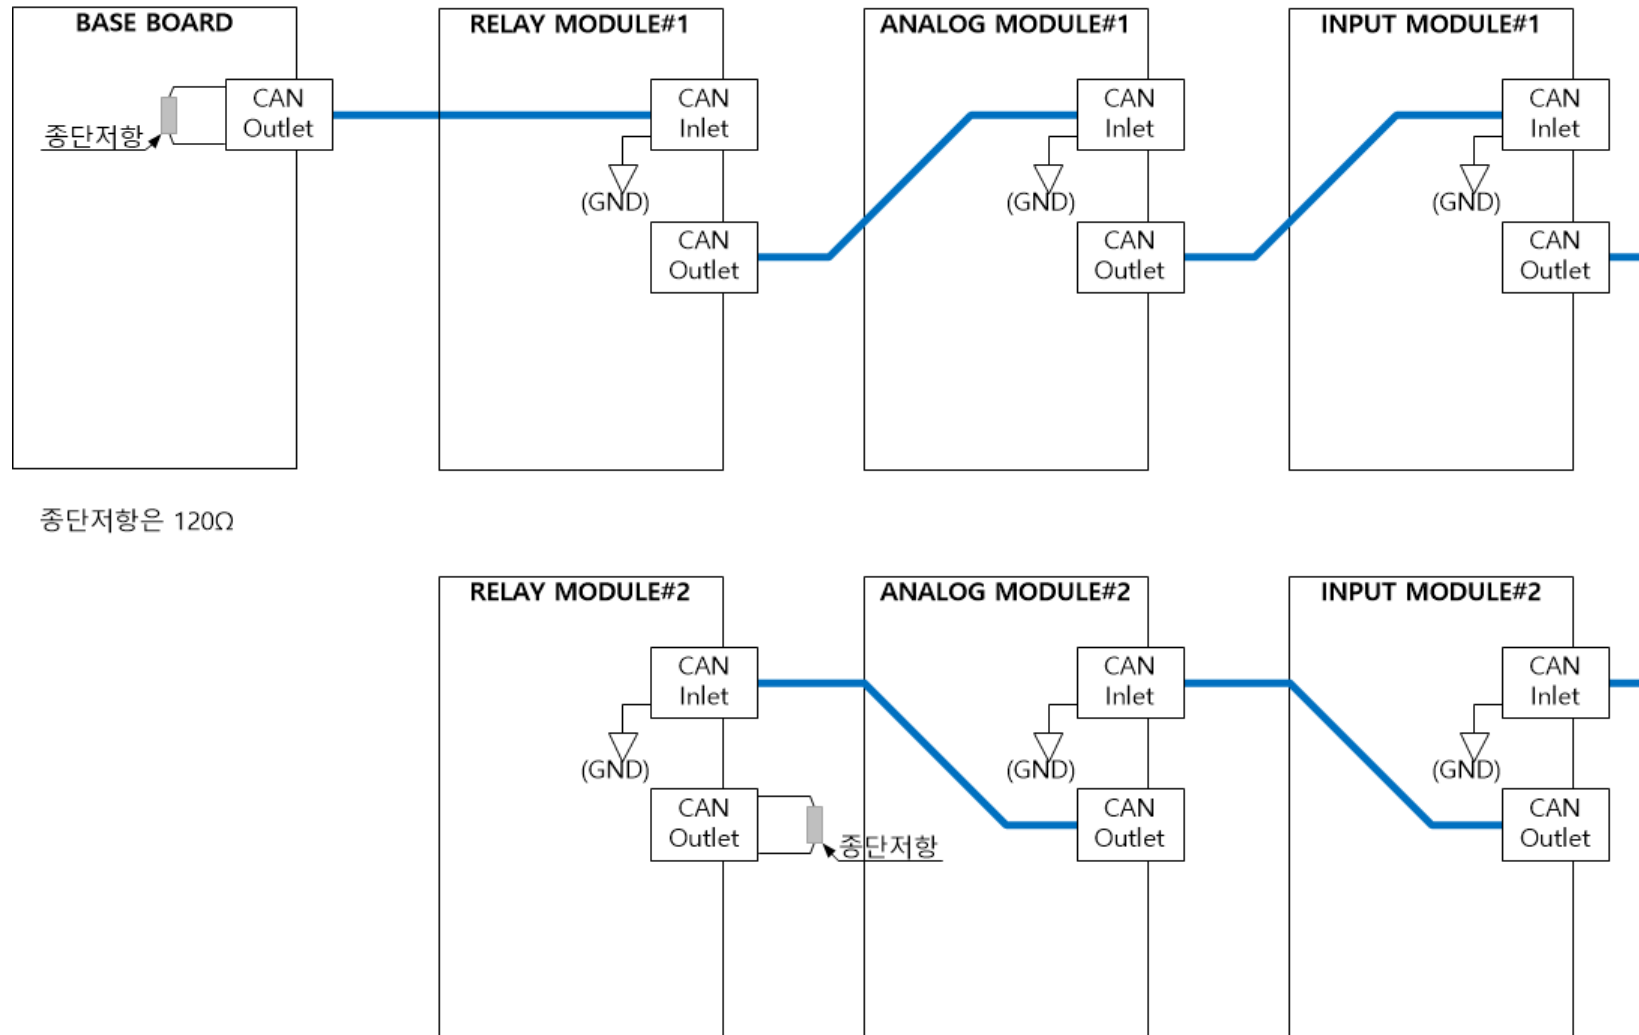 BASE BOARD
CAN
Outlet
종단저항
RELAY MODULE#1
CAN
Inlet
(GND)
CAN
Outlet
ANALOG MODULE#1
CAN
Inlet
(GND)
CAN
Outlet
INPUT MODULE#1
CAN
Inlet
(GND)
CAN
Outlet
종단저항은 120Ω
RELAY MODULE#2
CAN
Inlet
(GND)
CAN
Outlet
종단저항
ANALOG MODULE#2
CAN
Inlet
(GND)
CAN
Outlet
INPUT MODULE#2
CAN
Inlet
(GND)
CAN
Outlet